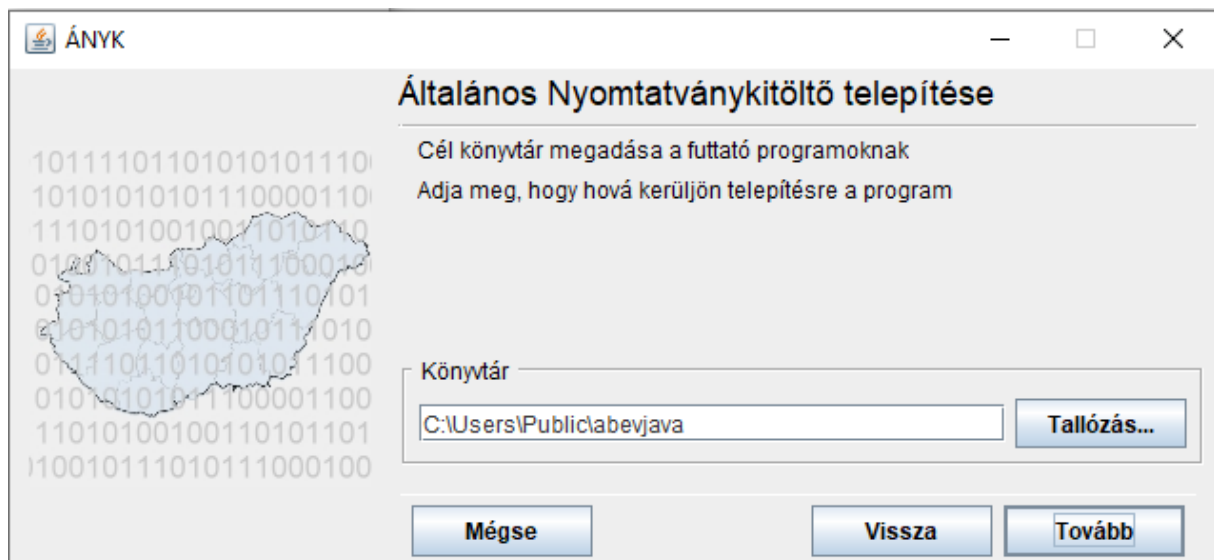 ÁNYK
Általános Nyomtatványkitöltő telepítése
Cél könyvtár megadása a futtató programoknak
Adja meg, hogy hová kerüljön telepítésre a program
Könyvtár
C:\Users\Public\abevjava
Tallózás...
Mégse
Vissza
Tovább